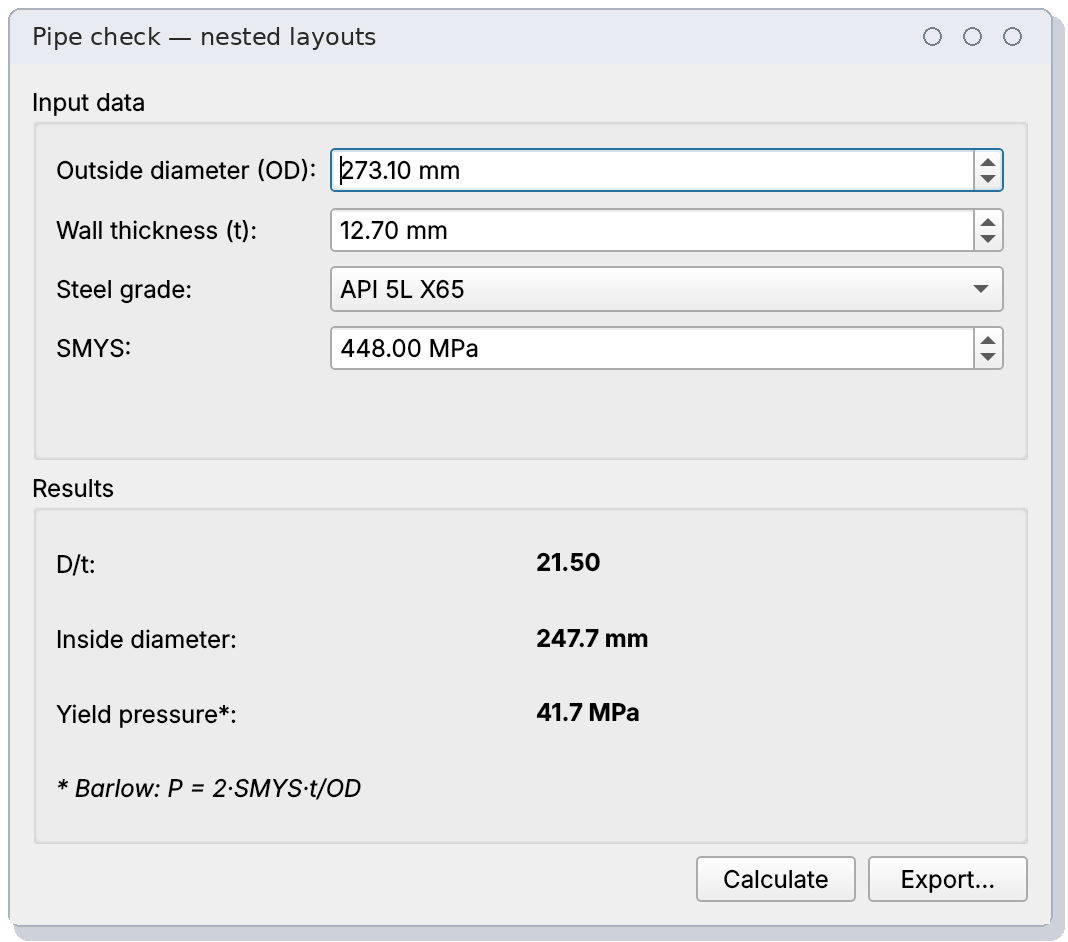 Pipe check — nested layouts
Input data
Outside diameter (OD): 273.10 mm
Wall thickness (t): 12.70 mm
Steel grade: API 5L X65
SMYS: 448.00 MPa
Results
D/t: 21.50
Inside diameter: 247.7 mm
Yield pressure*: 41.7 MPa
* Barlow: P = 2·SMYS·t/OD
Calculate Export...